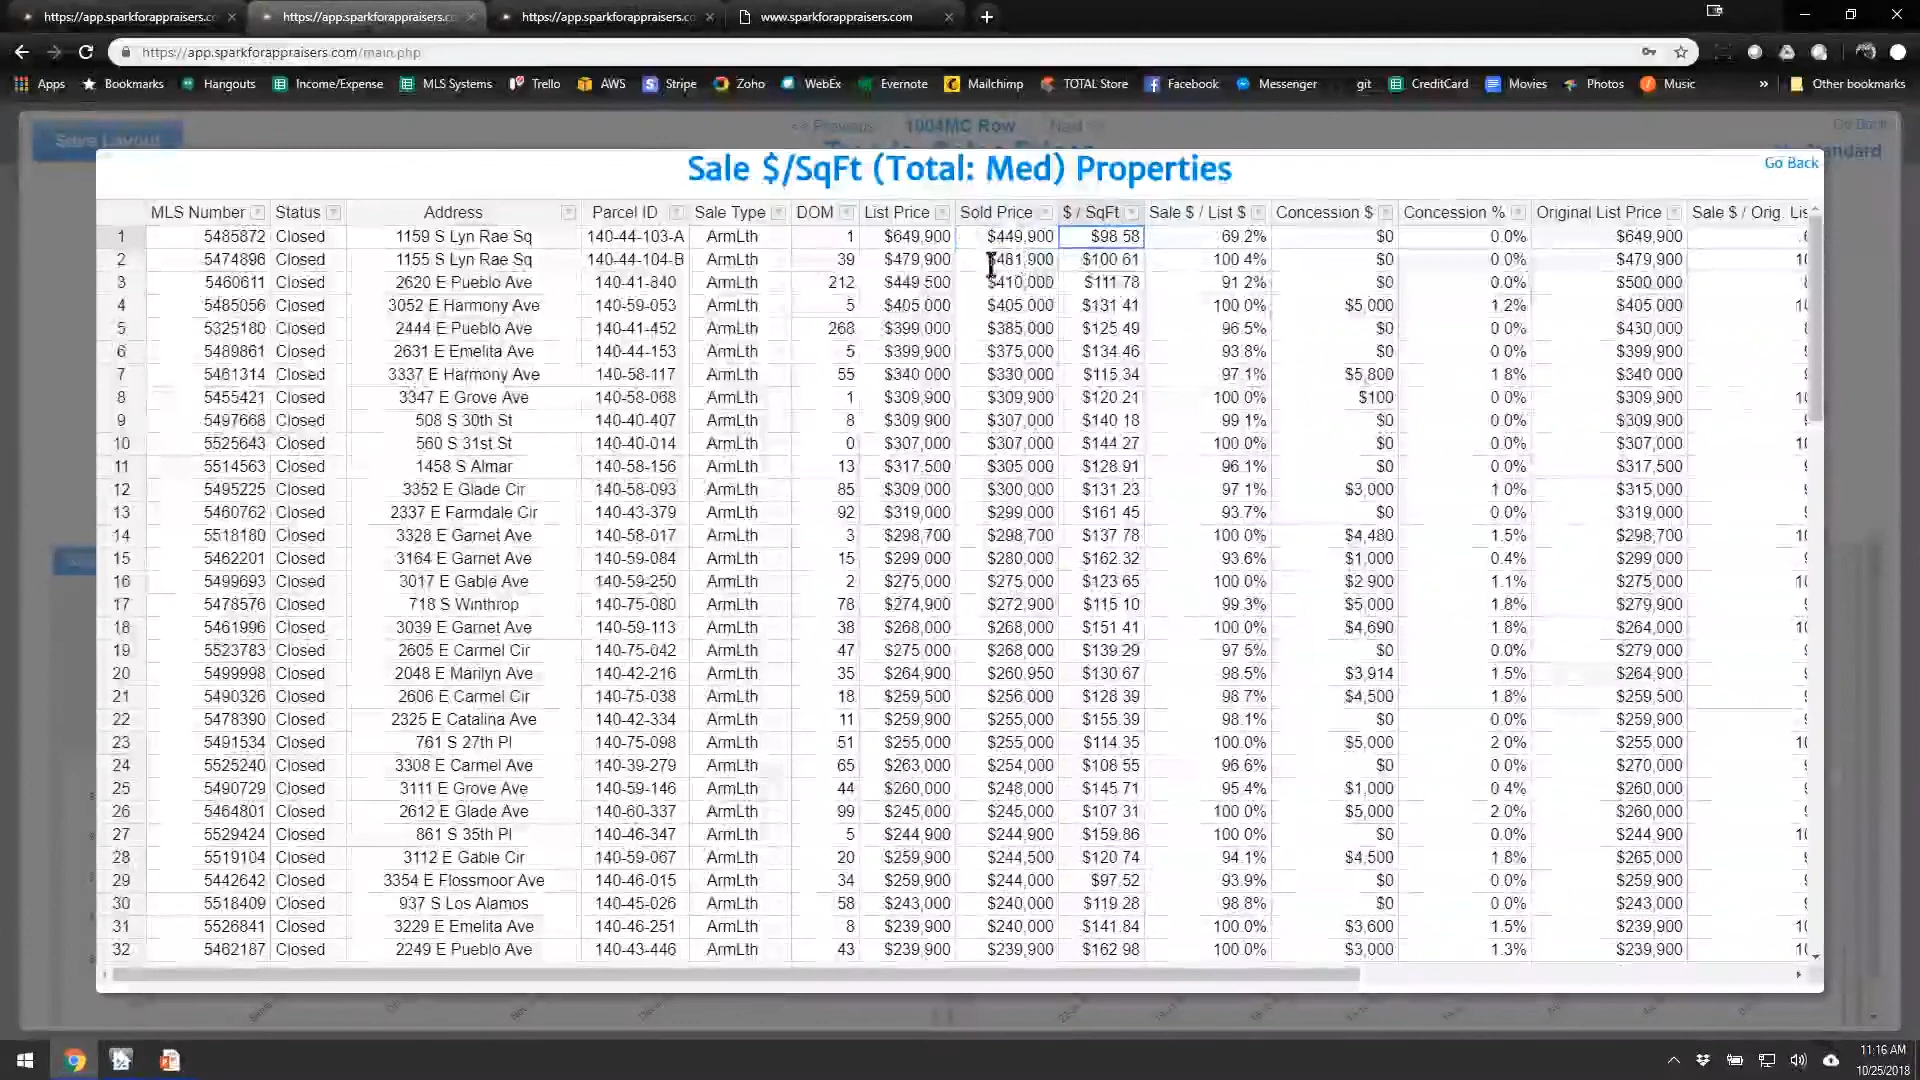 https://app.sparkforappraisers.co https://app.sparkforappraisers.co https://app.sparkforappraisers.co www.sparkforappraisers.com
https://app.sparkforappraisers.com/main.php
Apps Bookmarks Hangouts Income/Expense MLS Systems Trello AWS Stripe Zoho WebEx Evernote Mailchimp TOTAL Store Facebook Messenger git CreditCard Movies Photos Music » Other bookmarks
Save Layout << Previous 1004MC Row Next Go Back
Sale $/SqFt (Total: Med) Properties Go Back
MLS Number Status Address Parcel ID Sale Type DOM List Price Sold Price $ / SqFt Sale $ / List $ Concession $ Concession % Original List Price Sale $ / Orig. Lis
1 5485872 Closed 1159 S Lyn Rae Sq 140-44-103-A ArmLth 1 $649,900 $449,900 $98 58 69.2% $0 0.0% $649,900
2 5474896 Closed 1155 S Lyn Rae Sq 140-44-104-B ArmLth 39 $479,900 $481,900 $100 61 100 4% $0 0.0% $479,900 10
3 5460611 Closed 2620 E Pueblo Ave 140-41-840 ArmLth 212 $449 500 $410,000 $111 78 91.2% $0 0.0% $500,000
4 5485056 Closed 3052 E Harmony Ave 140-59-053 ArmLth 5 $405 000 $405,000 $131 41 100 0% $5,000 1.2% $405 000 10
5 5325180 Closed 2444 E Pueblo Ave 140-41-452 ArmLth 268 $399 000 $385,000 $125 49 96.5% $0 0 0% $430,000
6 5489861 Closed 2631 E Emelita Ave 140-44-153 ArmLth 5 $399,900 $375,000 $134.46 93.8% $0 0 0% $399,900
7 5461314 Closed 3337 E Harmony Ave 140-58-117 ArmLth 55 $340 000 $330,000 $115 34 97.1% $5,800 1 8% $340 000
8 5455421 Closed 3347 E Grove Ave 140-58-068 ArmLth 1 $309,900 $309,900 $120.21 100.0% $100 0.0% $309,900 10
9 5497668 Closed 508 S 30th St 140-40-407 ArmLth 8 $309 900 $307,000 $140 18 99 1% $0 0.0% $309,900
10 5525643 Closed 560 S 31st St 140-40-014 ArmLth 0 $307,000 $307,000 $144 27 100.0% $0 0.0% $307,000 10
11 5514563 Closed 1458 S Almar 140-58-156 ArmLth 13 $317,500 $305 000 $128 91 96.1% $0 0.0% $317,500
12 5495225 Closed 3352 E Glade Cir 140-58-093 ArmLth 85 $309 000 $300,000 $131 23 97 1% $3,000 1 0% $315,000
13 5460762 Closed 2337 E Farmdale Cir 140-43-379 ArmLth 92 $319,000 $299,000 $161 45 93.7% $0 0.0% $319,000
14 5518180 Closed 3328 E Garnet Ave 140-58-017 ArmLth 3 $298,700 $298,700 $137 78 100.0% $4,480 1.5% $298,700 10
15 5462201 Closed 3164 E Garnet Ave 140-59-084 ArmLth 15 $299 000 $280,000 $162.32 93.6% $1,000 0.4% $299,000
16 5499693 Closed 3017 E Gable Ave 140-59-250 ArmLth 2 $275,000 $275,000 $123 65 100.0% $2 900 1.1% $275,000 10
17 5478576 Closed 718 S Winthrop 140-75-080 ArmLth 78 $274,900 $272,900 $115 10 99.3% $5,000 1.8% $279,900
18 5461996 Closed 3039 E Garnet Ave 140-59-113 ArmLth 38 $268,000 $268,000 $151 41 100.0% $4,690 1.8% $264,000 10
19 5523783 Closed 2605 E Carmel Cir 140-75-042 ArmLth 47 $275,000 $268,000 $139 29 97 5% $0 0.0% $279,000
20 5499998 Closed 2048 E Marilyn Ave 140-42-216 ArmLth 35 $264,900 $260,950 $130 67 98.5% $3,914 1.5% $264,900
21 5490326 Closed 2606 E Carmel Cir 140-75-038 ArmLth 18 $259,500 $256 000 $128 39 98.7% $4,500 1.8% $259,500
22 5478390 Closed 2325 E Catalina Ave 140-42-334 ArmLth 11 $259,900 $255,000 $155.39 98.1% $0 0.0% $259,900
23 5491534 Closed 761 S 27th Pl 140-75-098 ArmLth 51 $255,000 $255,000 $114.35 100.0% $5,000 2 0% $255,000 10
24 5525240 Closed 3308 E Carmel Ave 140-39-279 ArmLth 65 $263,000 $254,000 $108 55 96.6% $0 0.0% $270,000
25 5490729 Closed 3111 E Grove Ave 140-59-146 ArmLth 44 $260,000 $248,000 $145 71 95.4% $1,000 0 4% $260,000
26 5464801 Closed 2612 E Glade Ave 140-60-337 ArmLth 99 $245,000 $245,000 $107 31 100 0% $5,000 2.0% $260,000
27 5529424 Closed 861 S 35th Pl 140-46-347 ArmLth 5 $244 900 $244,900 $159.86 100.0% $0 0.0% $244,900 10
28 5519104 Closed 3112 E Gable Cir 140-59-067 ArmLth 20 $259,900 $244,500 $120 74 94.1% $4,500 1.8% $265,000
29 5442642 Closed 3354 E Flossmoor Ave 140-46-015 ArmLth 34 $259,900 $244,000 $97.52 93.9% $0 0.0% $259,900
30 5518409 Closed 937 S Los Alamos 140-45-026 ArmLth 58 $243,000 $240,000 $119 28 98.8% $0 0.0% $243,000
31 5526841 Closed 3229 E Emelita Ave 140-46-251 ArmLth 8 $239,900 $240,000 $141.84 100.0% $3,600 1.5% $239,900 10
32 5462187 Closed 2249 E Pueblo Ave 140-43-446 ArmLth 43 $239,900 $239,900 $162 98 100.0% $3,000 1.3% $239,900 10
11:16 AM
10/25/2018